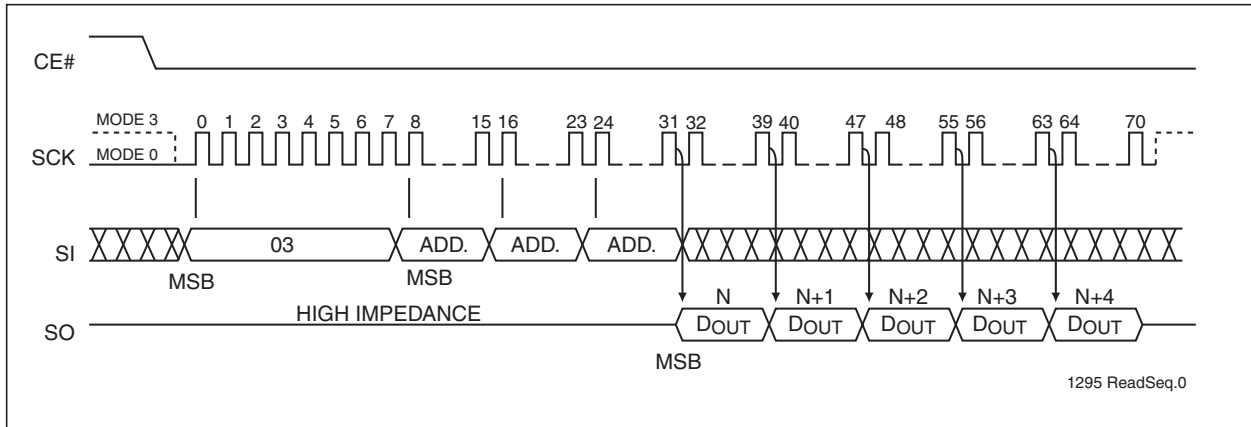 CE#
MODE 3
0 1 2 3 4 5 6 7 8 15 16 23 24 31 32 39 40 47 48 55 56 63 64 70
SCK
MODE 0
SI
03 ADD. ADD. ADD.
MSB MSB
N N+1 N+2 N+3 N+4
HIGH IMPEDANCE
SO
DOUT DOUT DOUT DOUT DOUT
MSB
1295 ReadSeq.0